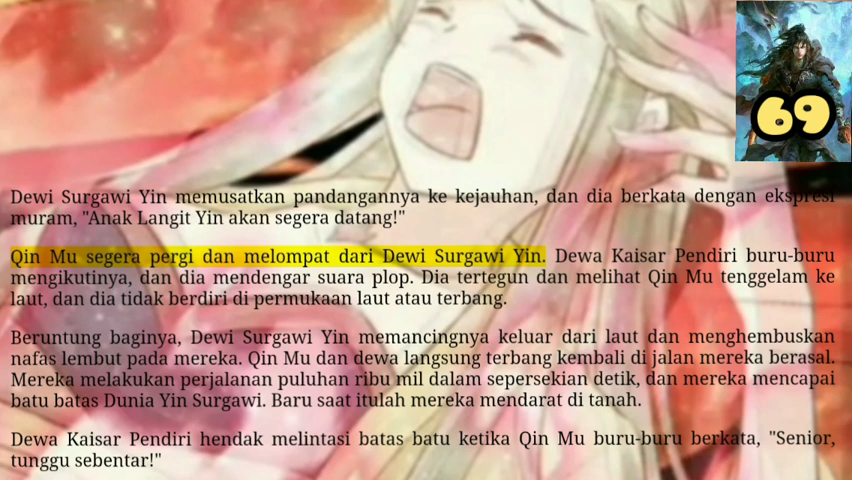 69
Dewi Surgawi Yin memusatkan pandangannya ke kejauhan, dan dia berkata dengan ekspresi
muram, "Anak Langit Yin akan segera datang!"
Qin Mu segera pergi dan melompat dari Dewi Surgawi Yin. Dewa Kaisar Pendiri buru-buru
mengikutinya, dan dia mendengar suara plop. Dia tertegun dan melihat Qin Mu tenggelam ke
laut, dan dia tidak berdiri di permukaan laut atau terbang.
Beruntung baginya, Dewi Surgawi Yin memancingnya keluar dari laut dan menghembuskan
nafas lembut pada mereka. Qin Mu dan dewa langsung terbang kembali di jalan mereka berasal.
Mereka melakukan perjalanan puluhan ribu mil dalam sepersekian detik, dan mereka mencapai
batu batas Dunia Yin Surgawi. Baru saat itulah mereka mendarat di tanah.
Dewa Kaisar Pendiri hendak melintasi batas batu ketika Qin Mu buru-buru berkata, "Senior,
tunggu sebentar!"